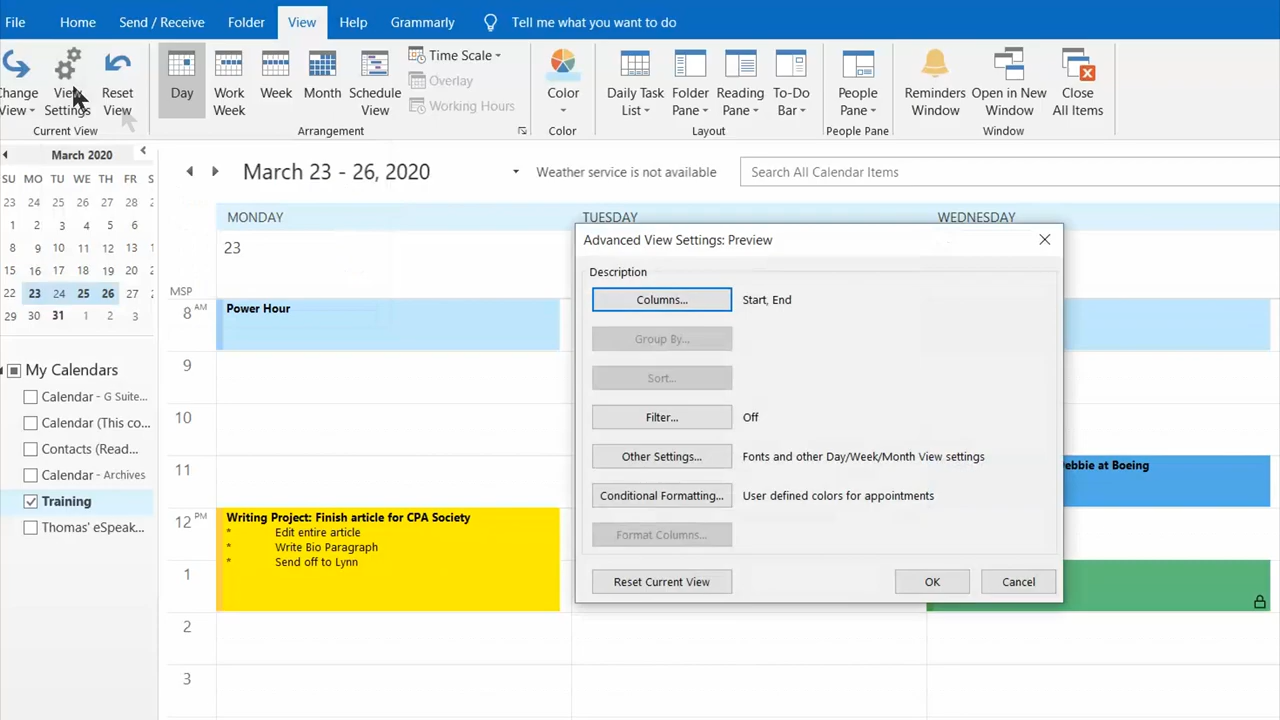 File Home Send / Receive Folder View Help Grammarly Tell me what you want to do
Change View
View Settings
Reset View
Current View
Day
Work Week
Week
Month
Schedule View
Time Scale
Overlay
Working Hours
Arrangement
Color
Color
Daily Task List
Folder Pane
Reading Pane
To-Do Bar
Layout
People Pane
People Pane
Reminders Window
Open in New Window
Close All Items
Window
March 2020
SU MO TU WE TH FR S
23 24 25 26 27 28 2
1 2 3 4 5 6
8 9 10 11 12 13 1
15 16 17 18 19 20 2
22 23 24 25 26 27 2
29 30 31 1 2 3
My Calendars
Calendar - G Suite...
Calendar (This co...
Contacts (Read...
Calendar - Archives
Training
Thomas' eSpeak...
March 23 - 26, 2020
Weather service is not available
Search All Calendar Items
MONDAY TUESDAY WEDNESDAY
23
MSP
8 AM
9
10
11
12 PM
1
2
3
Power Hour
Writing Project: Finish article for CPA Society
* Edit entire article
* Write Bio Paragraph
* Send off to Lynn
ebbie at Boeing
Advanced View Settings: Preview
Description
Columns... Start, End
Group By...
Sort...
Filter... Off
Other Settings... Fonts and other Day/Week/Month View settings
Conditional Formatting... User defined colors for appointments
Format Columns...
Reset Current View OK Cancel